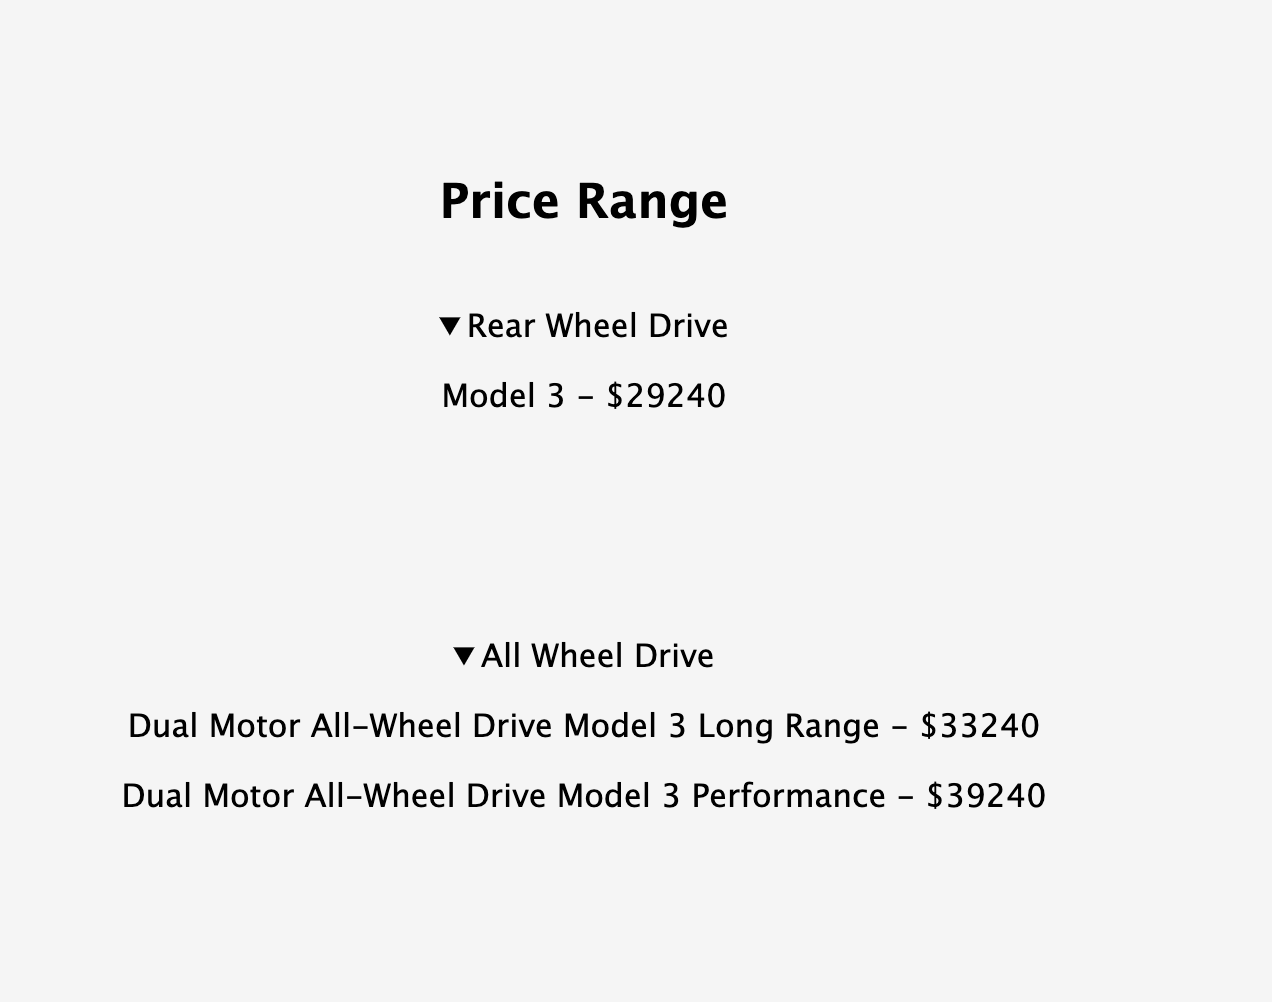 Price Range
▼ Rear Wheel Drive
Model 3 – $29240
▼ All Wheel Drive
Dual Motor All–Wheel Drive Model 3 Long Range – $33240
Dual Motor All–Wheel Drive Model 3 Performance – $39240